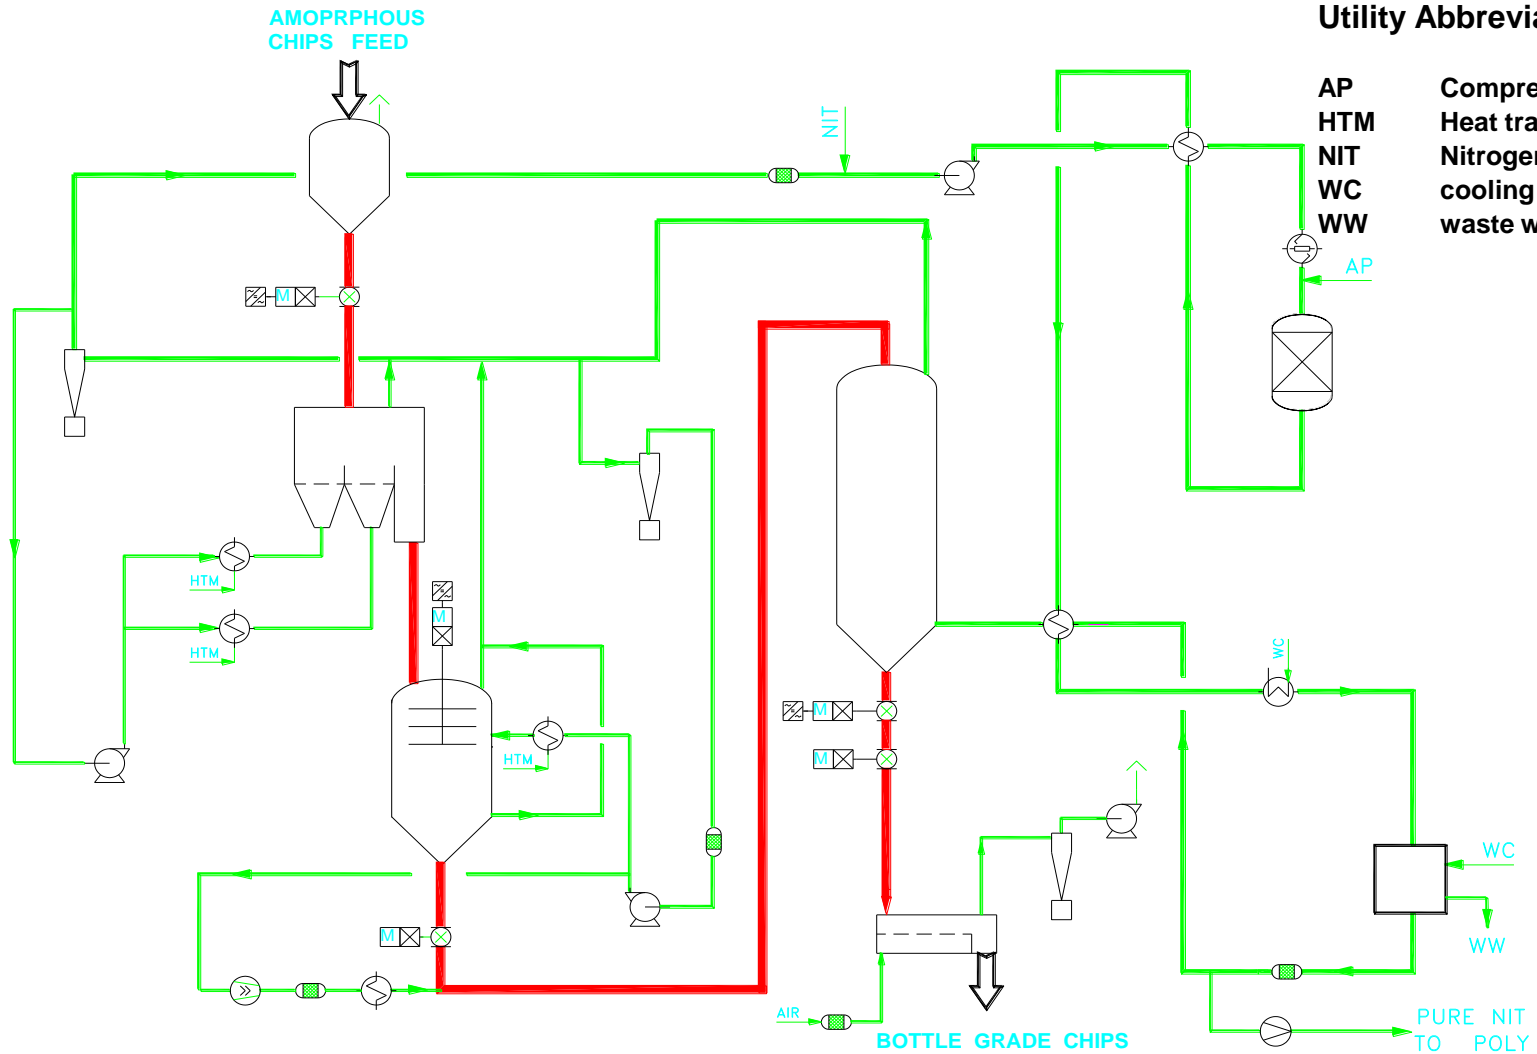 AMOPRPHOUS
CHIPS FEED
Utility Abbrevia
AP Compre
HTM Heat tra
NIT Nitroger
WC cooling
WW waste w
NIT
AP
M
HTM
HTM
M
HTM
WC
M
M
M
WC
WW
AIR
BOTTLE GRADE CHIPS
PURE NIT
TO POLY